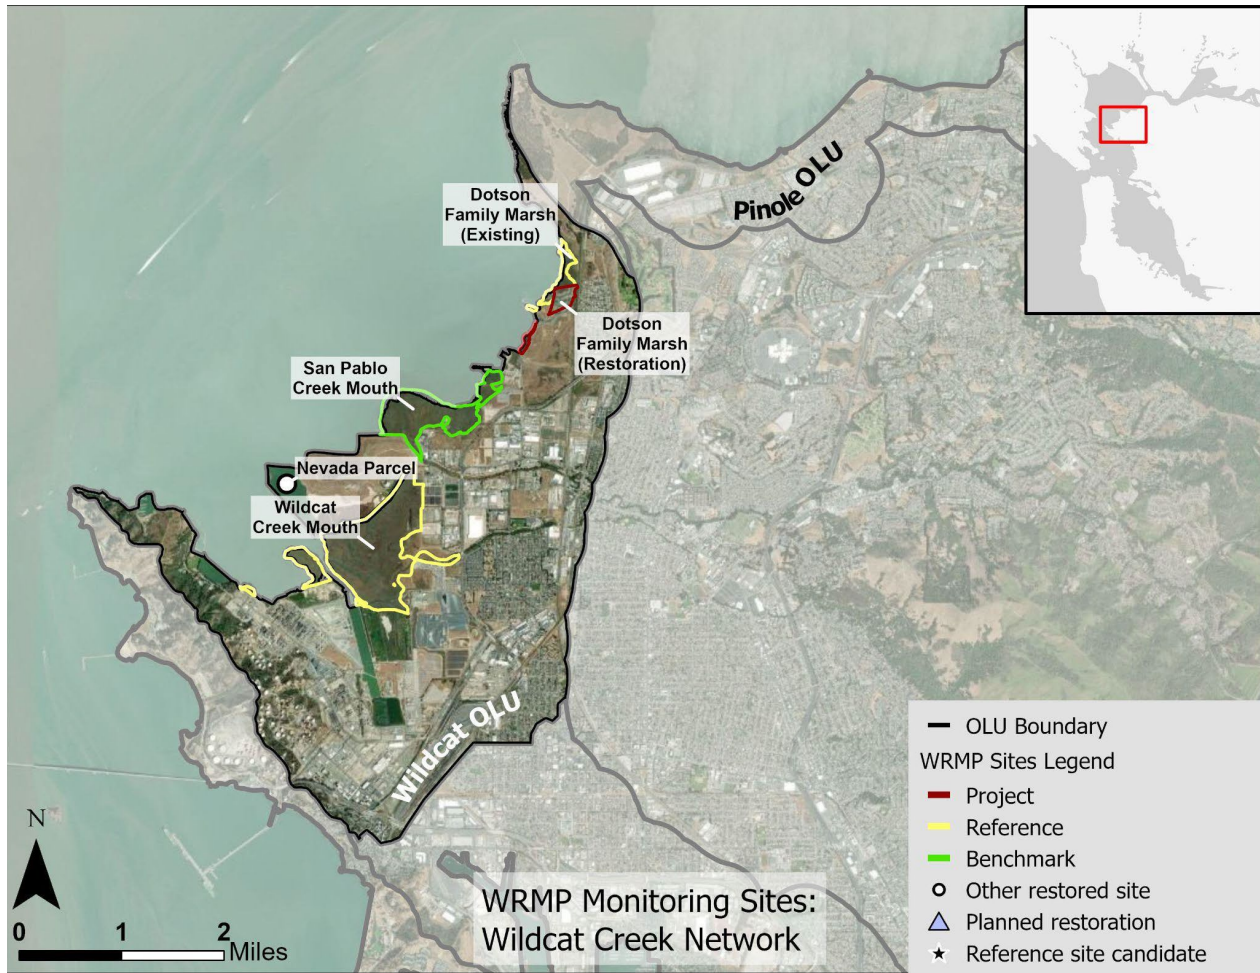 Pinole OLU
Dotson
Family Marsh
(Existing)
Dotson
Family Marsh
(Restoration)
San Pablo
Creek Mouth
Nevada Parcel
Wildcat
Creek Mouth
Wildcat OLU
N
0 1 2
Miles
WRMP Monitoring Sites:
Wildcat Creek Network
OLU Boundary
WRMP Sites Legend
Project
Reference
Benchmark
Other restored site
Planned restoration
Reference site candidate